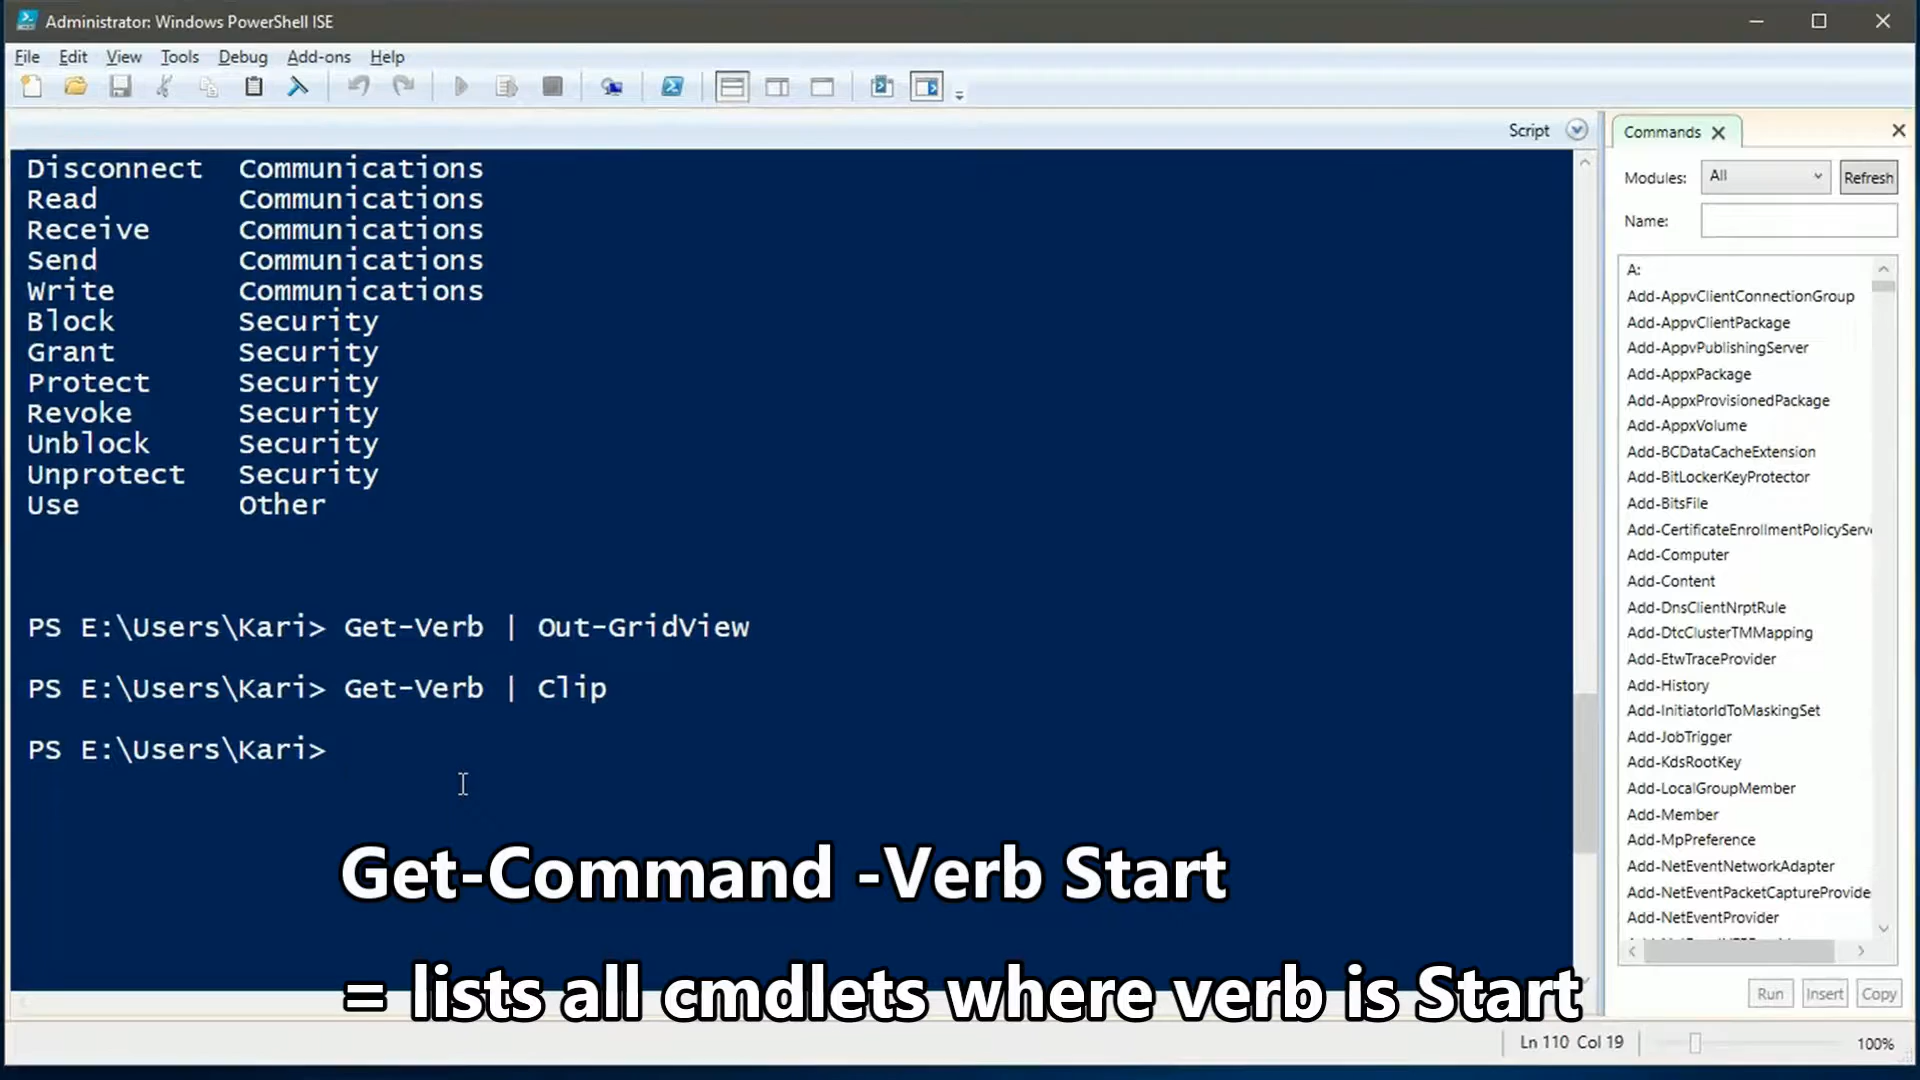 Administrator: Windows PowerShell ISE
File Edit View Tools Debug Add-ons Help
Script
Disconnect Communications
Read Communications
Receive Communications
Send Communications
Write Communications
Block Security
Grant Security
Protect Security
Revoke Security
Unblock Security
Unprotect Security
Use Other
PS E:\Users\Kari> Get-Verb | Out-GridView
PS E:\Users\Kari> Get-Verb | Clip
PS E:\Users\Kari>
Get-Command -Verb Start
= lists all cmdlets where verb is Start
Commands
Modules: All Refresh
Name:
A:
Add-AppvClientConnectionGroup
Add-AppvClientPackage
Add-AppvPublishingServer
Add-AppxPackage
Add-AppxProvisionedPackage
Add-AppxVolume
Add-BCDataCacheExtension
Add-BitLockerKeyProtector
Add-BitsFile
Add-CertificateEnrollmentPolicyServ
Add-Computer
Add-Content
Add-DnsClientNrptRule
Add-DtcClusterTMMapping
Add-EtwTraceProvider
Add-History
Add-InitiatorIdToMaskingSet
Add-JobTrigger
Add-KdsRootKey
Add-LocalGroupMember
Add-Member
Add-MpPreference
Add-NetEventNetworkAdapter
Add-NetEventPacketCaptureProvide
Add-NetEventProvider
Run Insert Copy
Ln 110 Col 19 100%